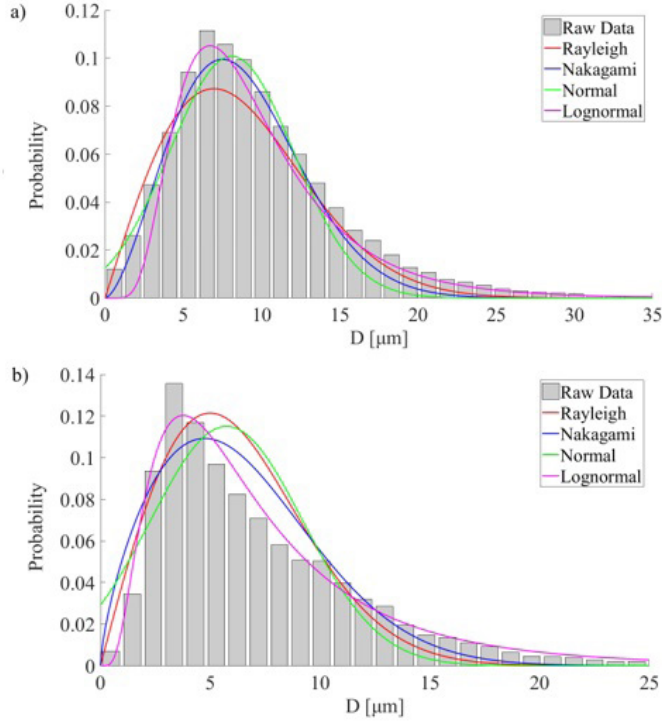 a)
0.12
0.1
0.08
0.06
0.04
0.02
0
Probability
0 5 10 15 20 25 30 35
D [μm]
Raw Data
Rayleigh
Nakagami
Normal
Lognormal
b)
0.14
0.12
0.1
0.08
0.06
0.04
0.02
0
Probability
0 5 10 15 20 25
D [μm]
Raw Data
Rayleigh
Nakagami
Normal
Lognormal